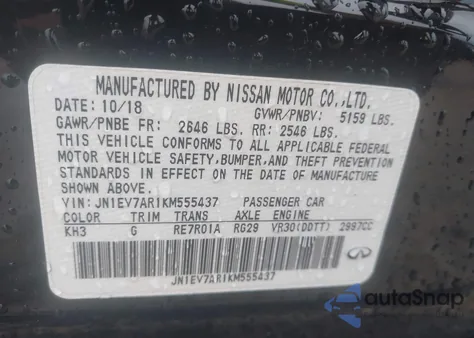 MANUFACTURED BY NISSAN MOTOR CO.,LTD.
DATE: 10/18 GVWR/PNBV: 5159 LBS.
GAWR/PNBE FR: 2646 LBS. RR: 2546 LBS.
THIS VEHICLE CONFORMS TO ALL APPLICABLE FEDERAL
MOTOR VEHICLE SAFETY, BUMPER, AND THEFT PREVENTION
STANDARDS IN EFFECT ON THE DATE OF MANUFACTURE
SHOWN ABOVE.
VIN: JN1EV7AR1KM555437 PASSENGER CAR
COLOR TRIM TRANS AXLE ENGINE
KH3 G RE7R01A RG29 VR30(DDTT) 2997CC
JN1EV7AR1KM555437
INFINITI
autaSnap